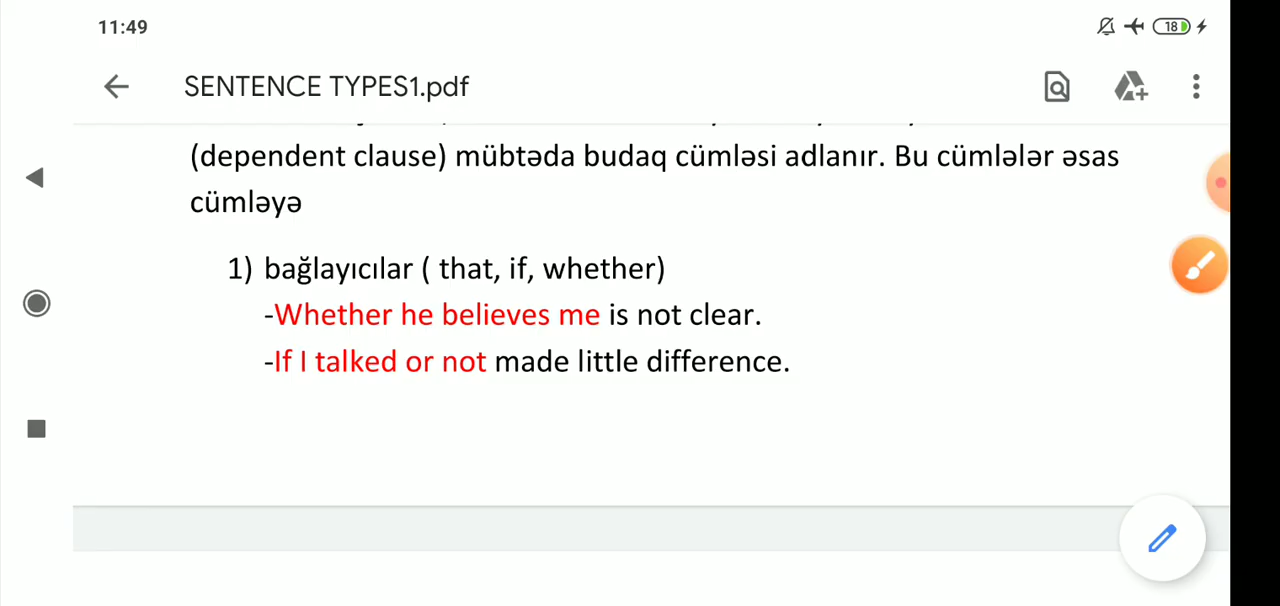 11:49
18
SENTENCE TYPES1.pdf
(dependent clause) mübtəda budaq cümləsi adlanır. Bu cümlələr əsas
cümləyə
1) bağlayıcılar ( that, if, whether)
-Whether he believes me is not clear.
-If I talked or not made little difference.